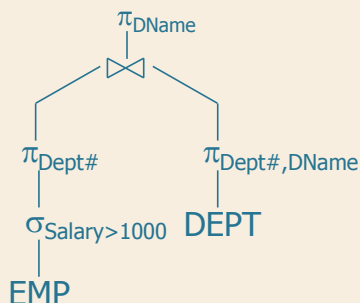 πDName
⋈
πDept# πDept#,DName
σSalary>1000 DEPT
EMP